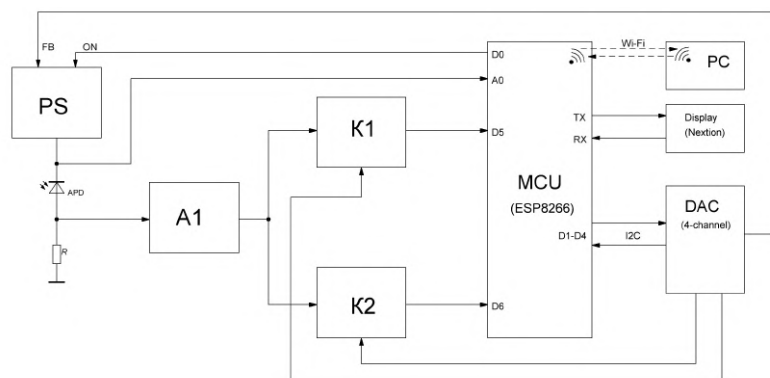 FB
ON
PS
APD
R
A1
K1
K2
D0
A0
D5
D6
TX
RX
D1-D4
MCU
(ESP8266)
Wi-Fi
PC
Display
(Nextion)
I2C
DAC
(4-channel)